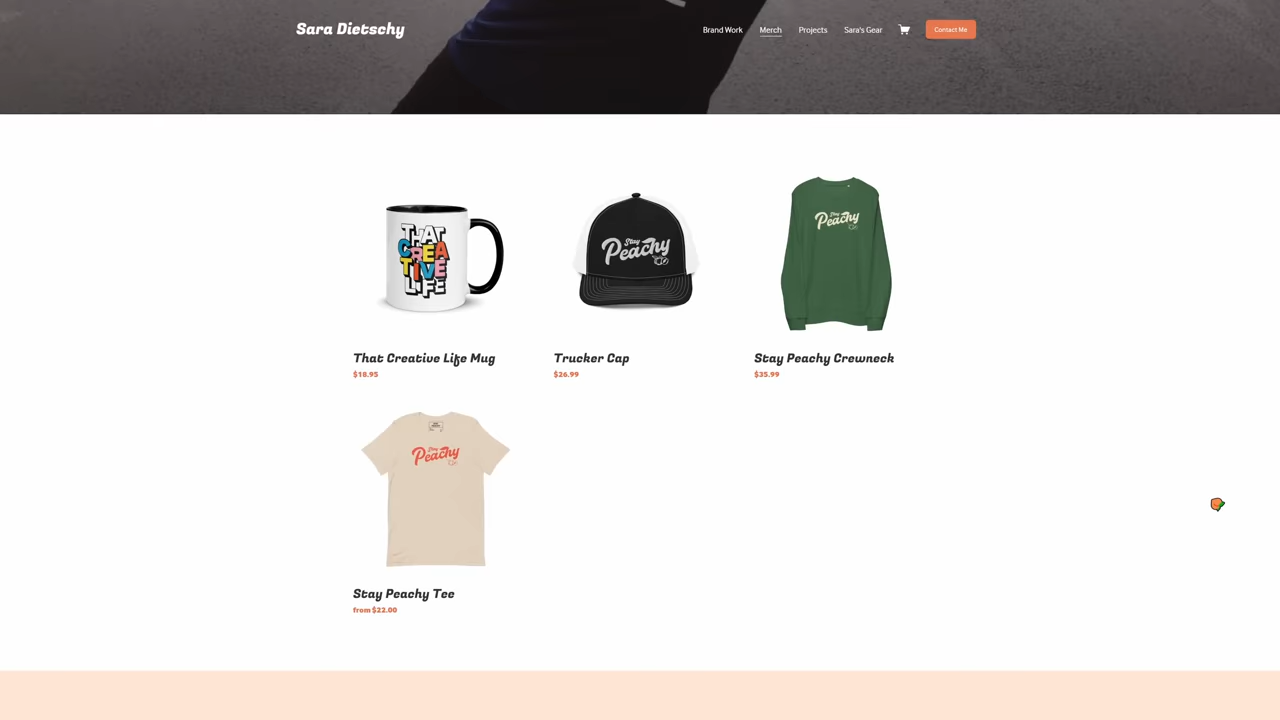 Sara Dietschy
Brand Work
Merch
Projects
Sara's Gear
Contact Me
THAT
CREA
TIVE
LIFE
Stay
Peachy
Stay
Peachy
That Creative Life Mug
$18.95
Trucker Cap
$26.99
Stay Peachy Crewneck
$35.99
Stay
Peachy
Stay Peachy Tee
from $22.00